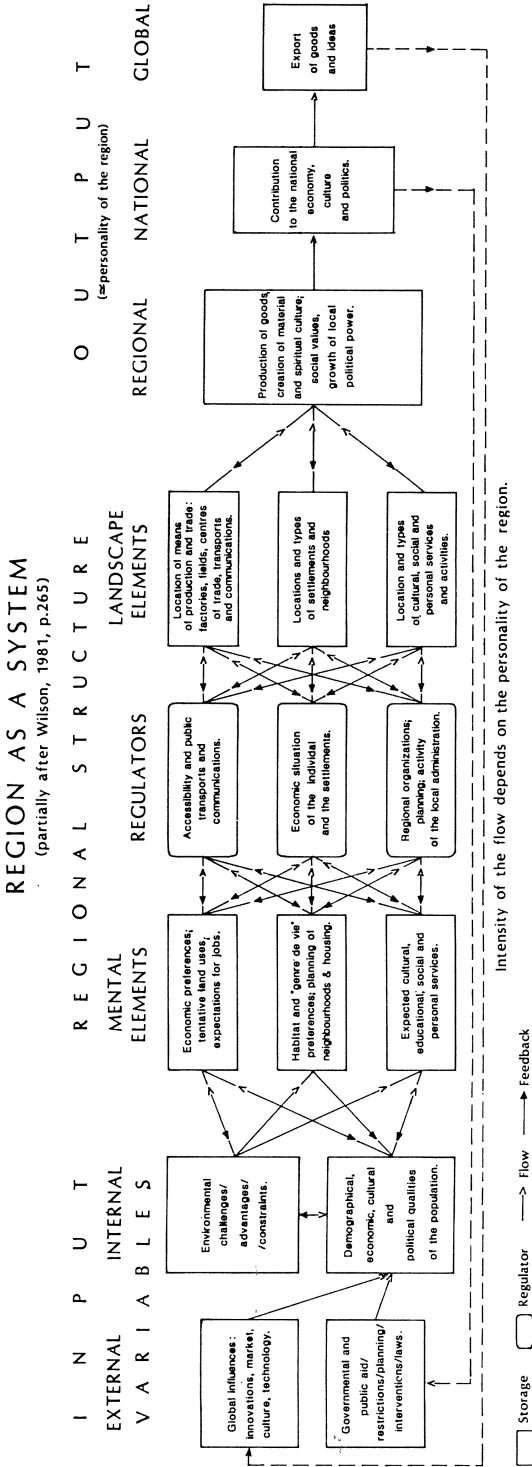 REGION AS A SYSTEM
(partially after Wilson, 1981, p.265)
INPUT
REGIONAL STRUCTURE
OUTPUT
(≃personality of the region)
EXTERNAL
INTERNAL
VARIABLES
MENTAL
ELEMENTS
REGULATORS
LANDSCAPE
ELEMENTS
REGIONAL
NATIONAL
GLOBAL
Global influences:
innovations, market,
culture, technology.
Governmental and
public aid/
restrictions/planning/
interventions/laws.
Environmental
challenges/
advantages/
/constraints.
Demographical,
economic, cultural
and
political qualities
of the population.
Economic preferences;
tentative land uses;
expectations for jobs.
Habitat and "genre de vie"
preferences; planning of
neighbourhoods & housing.
Expected cultural,
educational, social and
personal services.
Accessibility and public
transports and
communications.
Economic situation
of the individual
and the settlements.
Regional organizations;
planning; activity
of the local administration.
Location of means
of production and trade:
factories, fields, centres
of trade, transports
and communications.
Locations and types
of settlements and
neighbourhoods
Location and types
of cultural, social and
personal services
and activities.
Production of goods,
creation of material
and spiritual culture;
social values,
growth of local
political power.
Contribution
to the national
economy,
culture
and politics.
Export
of goods
and ideas
Intensity of the flow depends on the personality of the region.
Storage
Regulator
Flow
Feedback